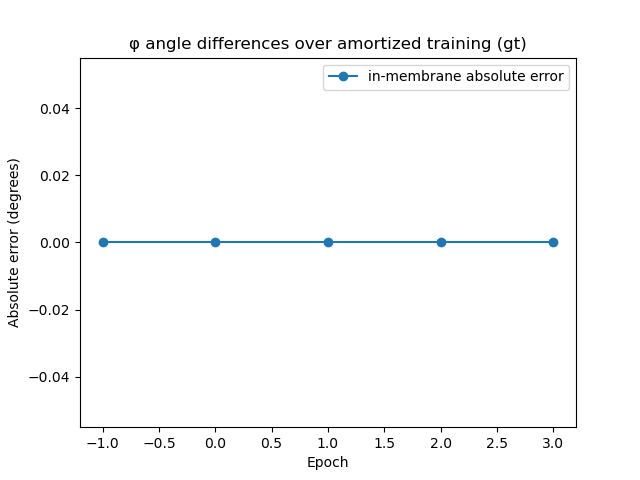 φ angle differences over amortized training (gt)
in-membrane absolute error
0.04
0.02
0.00
−0.02
−0.04
Absolute error (degrees)
−1.0 −0.5 0.0 0.5 1.0 1.5 2.0 2.5 3.0
Epoch